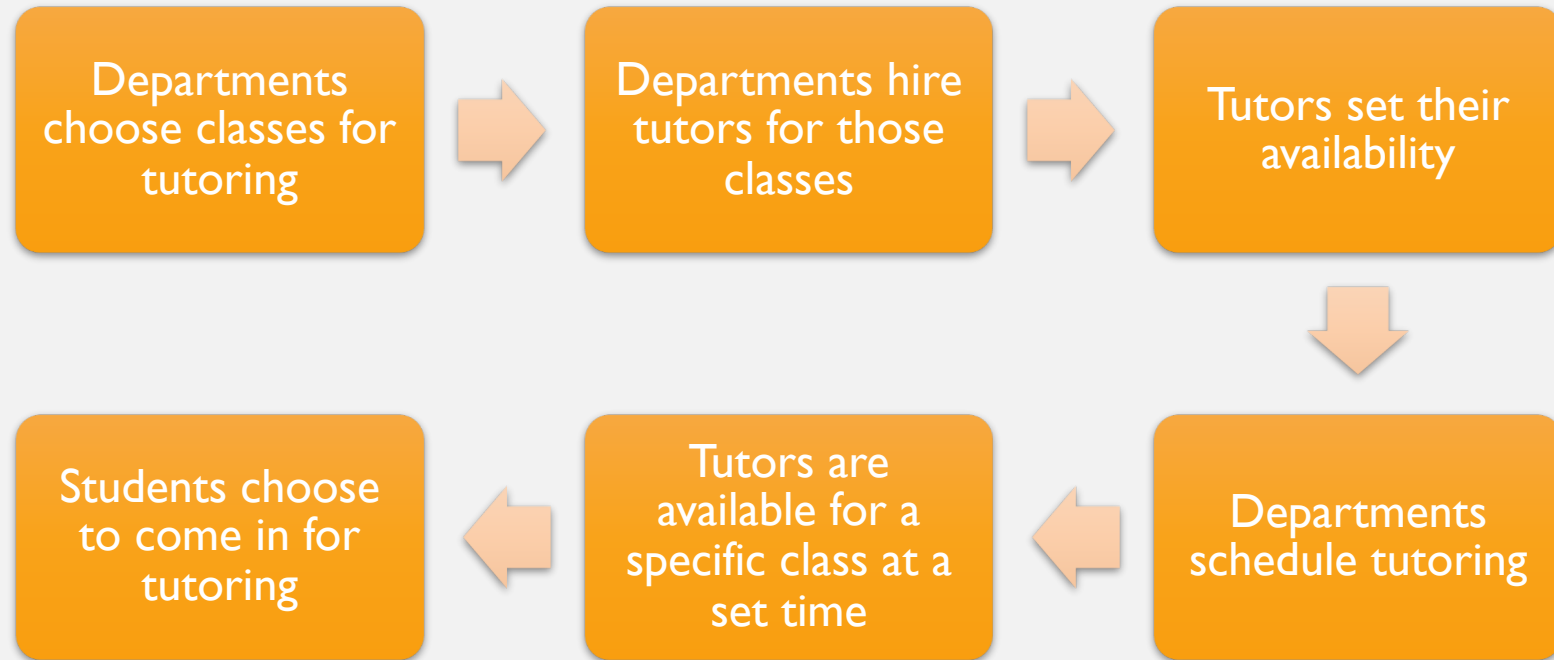 Departments
choose classes for
tutoring
Departments hire
tutors for those
classes
Tutors set their
availability
Departments
schedule tutoring
Tutors are
available for a
specific class at a
set time
Students choose
to come in for
tutoring